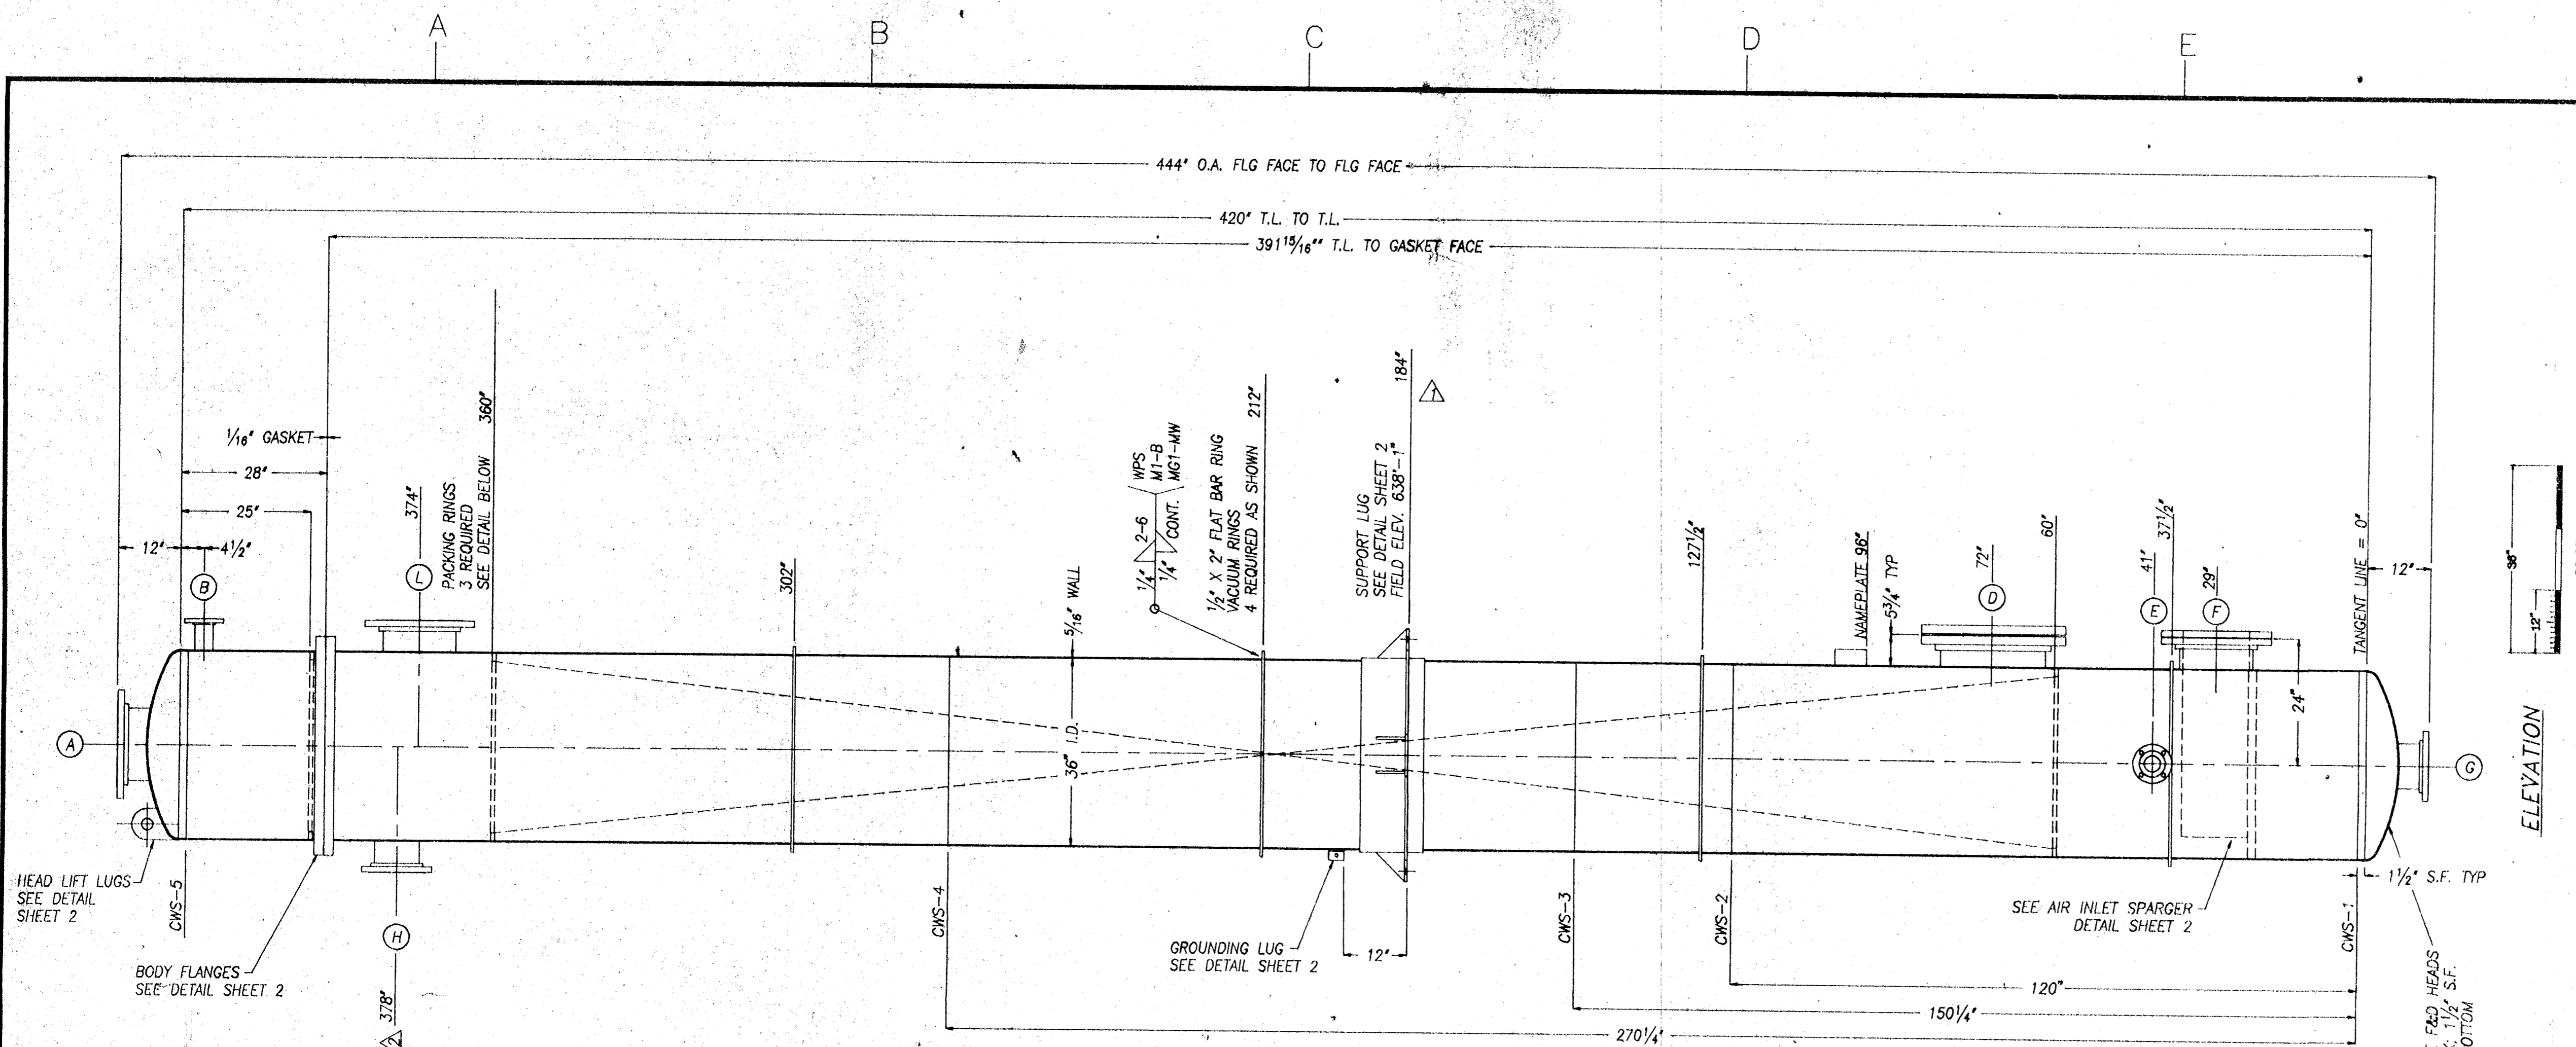 A
B
C
D
E
444" O.A. FLG FACE TO FLG FACE
420" T.L. TO T.L.
391 15/16"" T.L. TO GASKET FACE
1/16" GASKET
28"
25"
12"
4 1/2"
B
374"
L
PACKING RINGS
3 REQUIRED
SEE DETAIL BELOW 360"
302"
5/16" WALL
36" I.D.
1/4" 2-6
1/4" CONT.
WPS
M1-B
MG1-MW
1/2" X 2" FLAT BAR RING
VACUUM RINGS
4 REQUIRED AS SHOWN 212"
SUPPORT LUG
SEE DETAIL SHEET 2
FIELD ELEV. 638'-1"
184"
1
127 1/2"
NAMEPLATE 96"
5 3/4" TYP
72"
D
60"
41"
E
37 1/2"
29"
F
TANGENT LINE = 0"
12"
24"
36"
12"
ELEVATION
A
G
HEAD LIFT LUGS
SEE DETAIL
SHEET 2
CWS-5
BODY FLANGES
SEE DETAIL SHEET 2
H
378"
2
CWS-4
GROUNDING LUG
SEE DETAIL SHEET 2
12"
CWS-3
CWS-2
SEE AIR INLET SPARGER
DETAIL SHEET 2
CWS-1
1 1/2" S.F. TYP
120"
150 1/4"
270 1/4"
F&D HEADS
1 1/2" S.F.